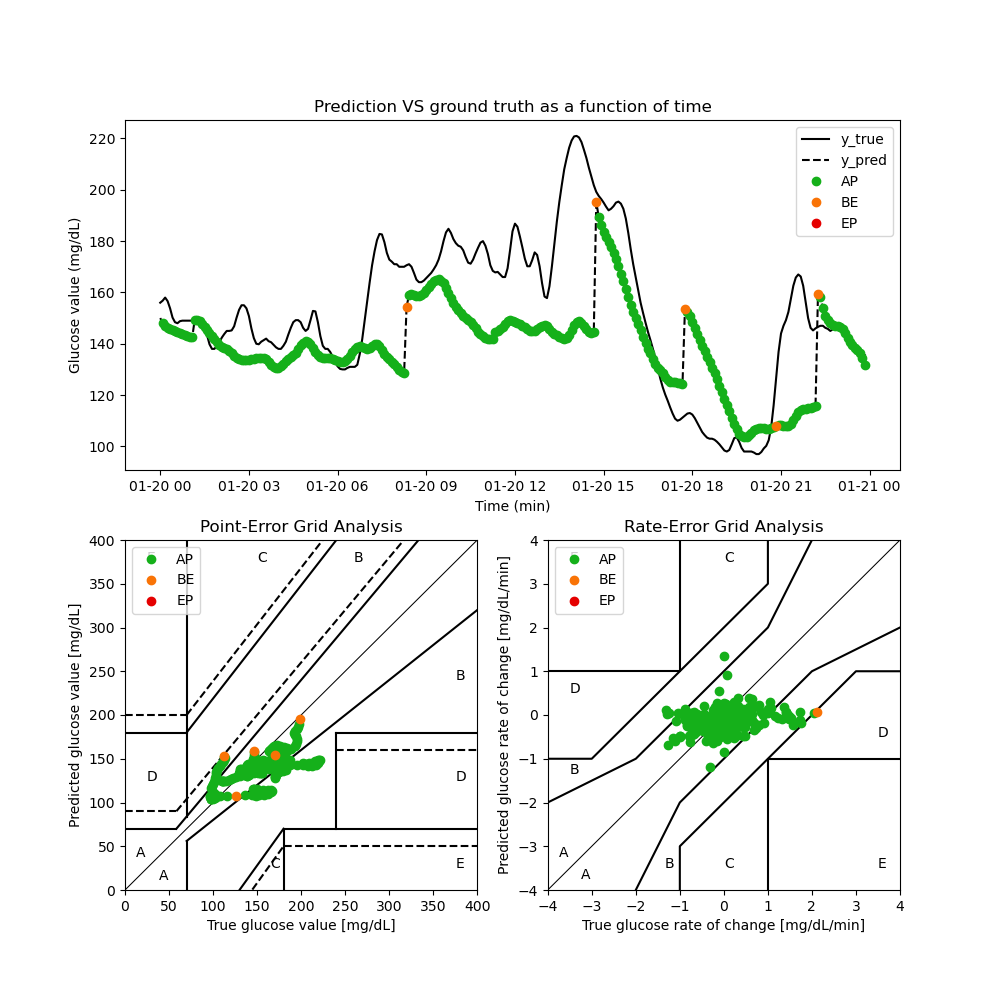 Prediction VS ground truth as a function of time
Glucose value (mg/dL)
220
200
180
160
140
120
100
y_true
y_pred
AP
BE
EP
01-20 00 01-20 03 01-20 06 01-20 09 01-20 12 01-20 15 01-20 18 01-20 21 01-21 00
Time (min)
Point-Error Grid Analysis
Predicted glucose value [mg/dL]
400
350
300
250
200
150
100
50
0
AP
BE
EP
C
B
B
D
D
A
A
C
E
0 50 100 150 200 250 300 350 400
True glucose value [mg/dL]
Rate-Error Grid Analysis
Predicted glucose rate of change [mg/dL/min]
4
3
2
1
0
−1
−2
−3
−4
AP
BE
EP
C
D
D
B
A
A
B
C
E
−4 −3 −2 −1 0 1 2 3 4
True glucose rate of change [mg/dL/min]